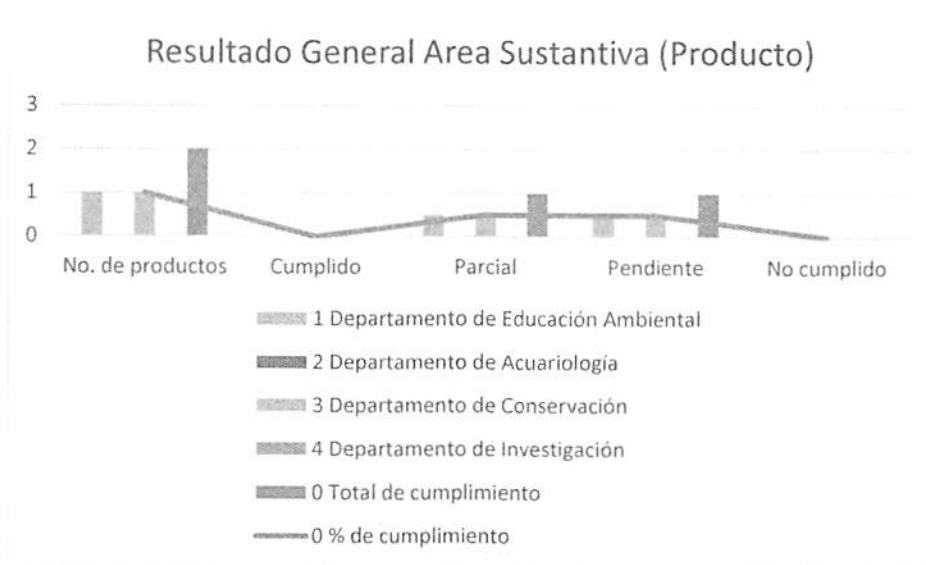 Resultado General Area Sustantiva (Producto)
3
2
1
0
No. de productos Cumplido Parcial Pendiente No cumplido
1 Departamento de Educación Ambiental
2 Departamento de Acuariología
3 Departamento de Conservación
4 Departamento de Investigación
0 Total de cumplimiento
0 % de cumplimiento